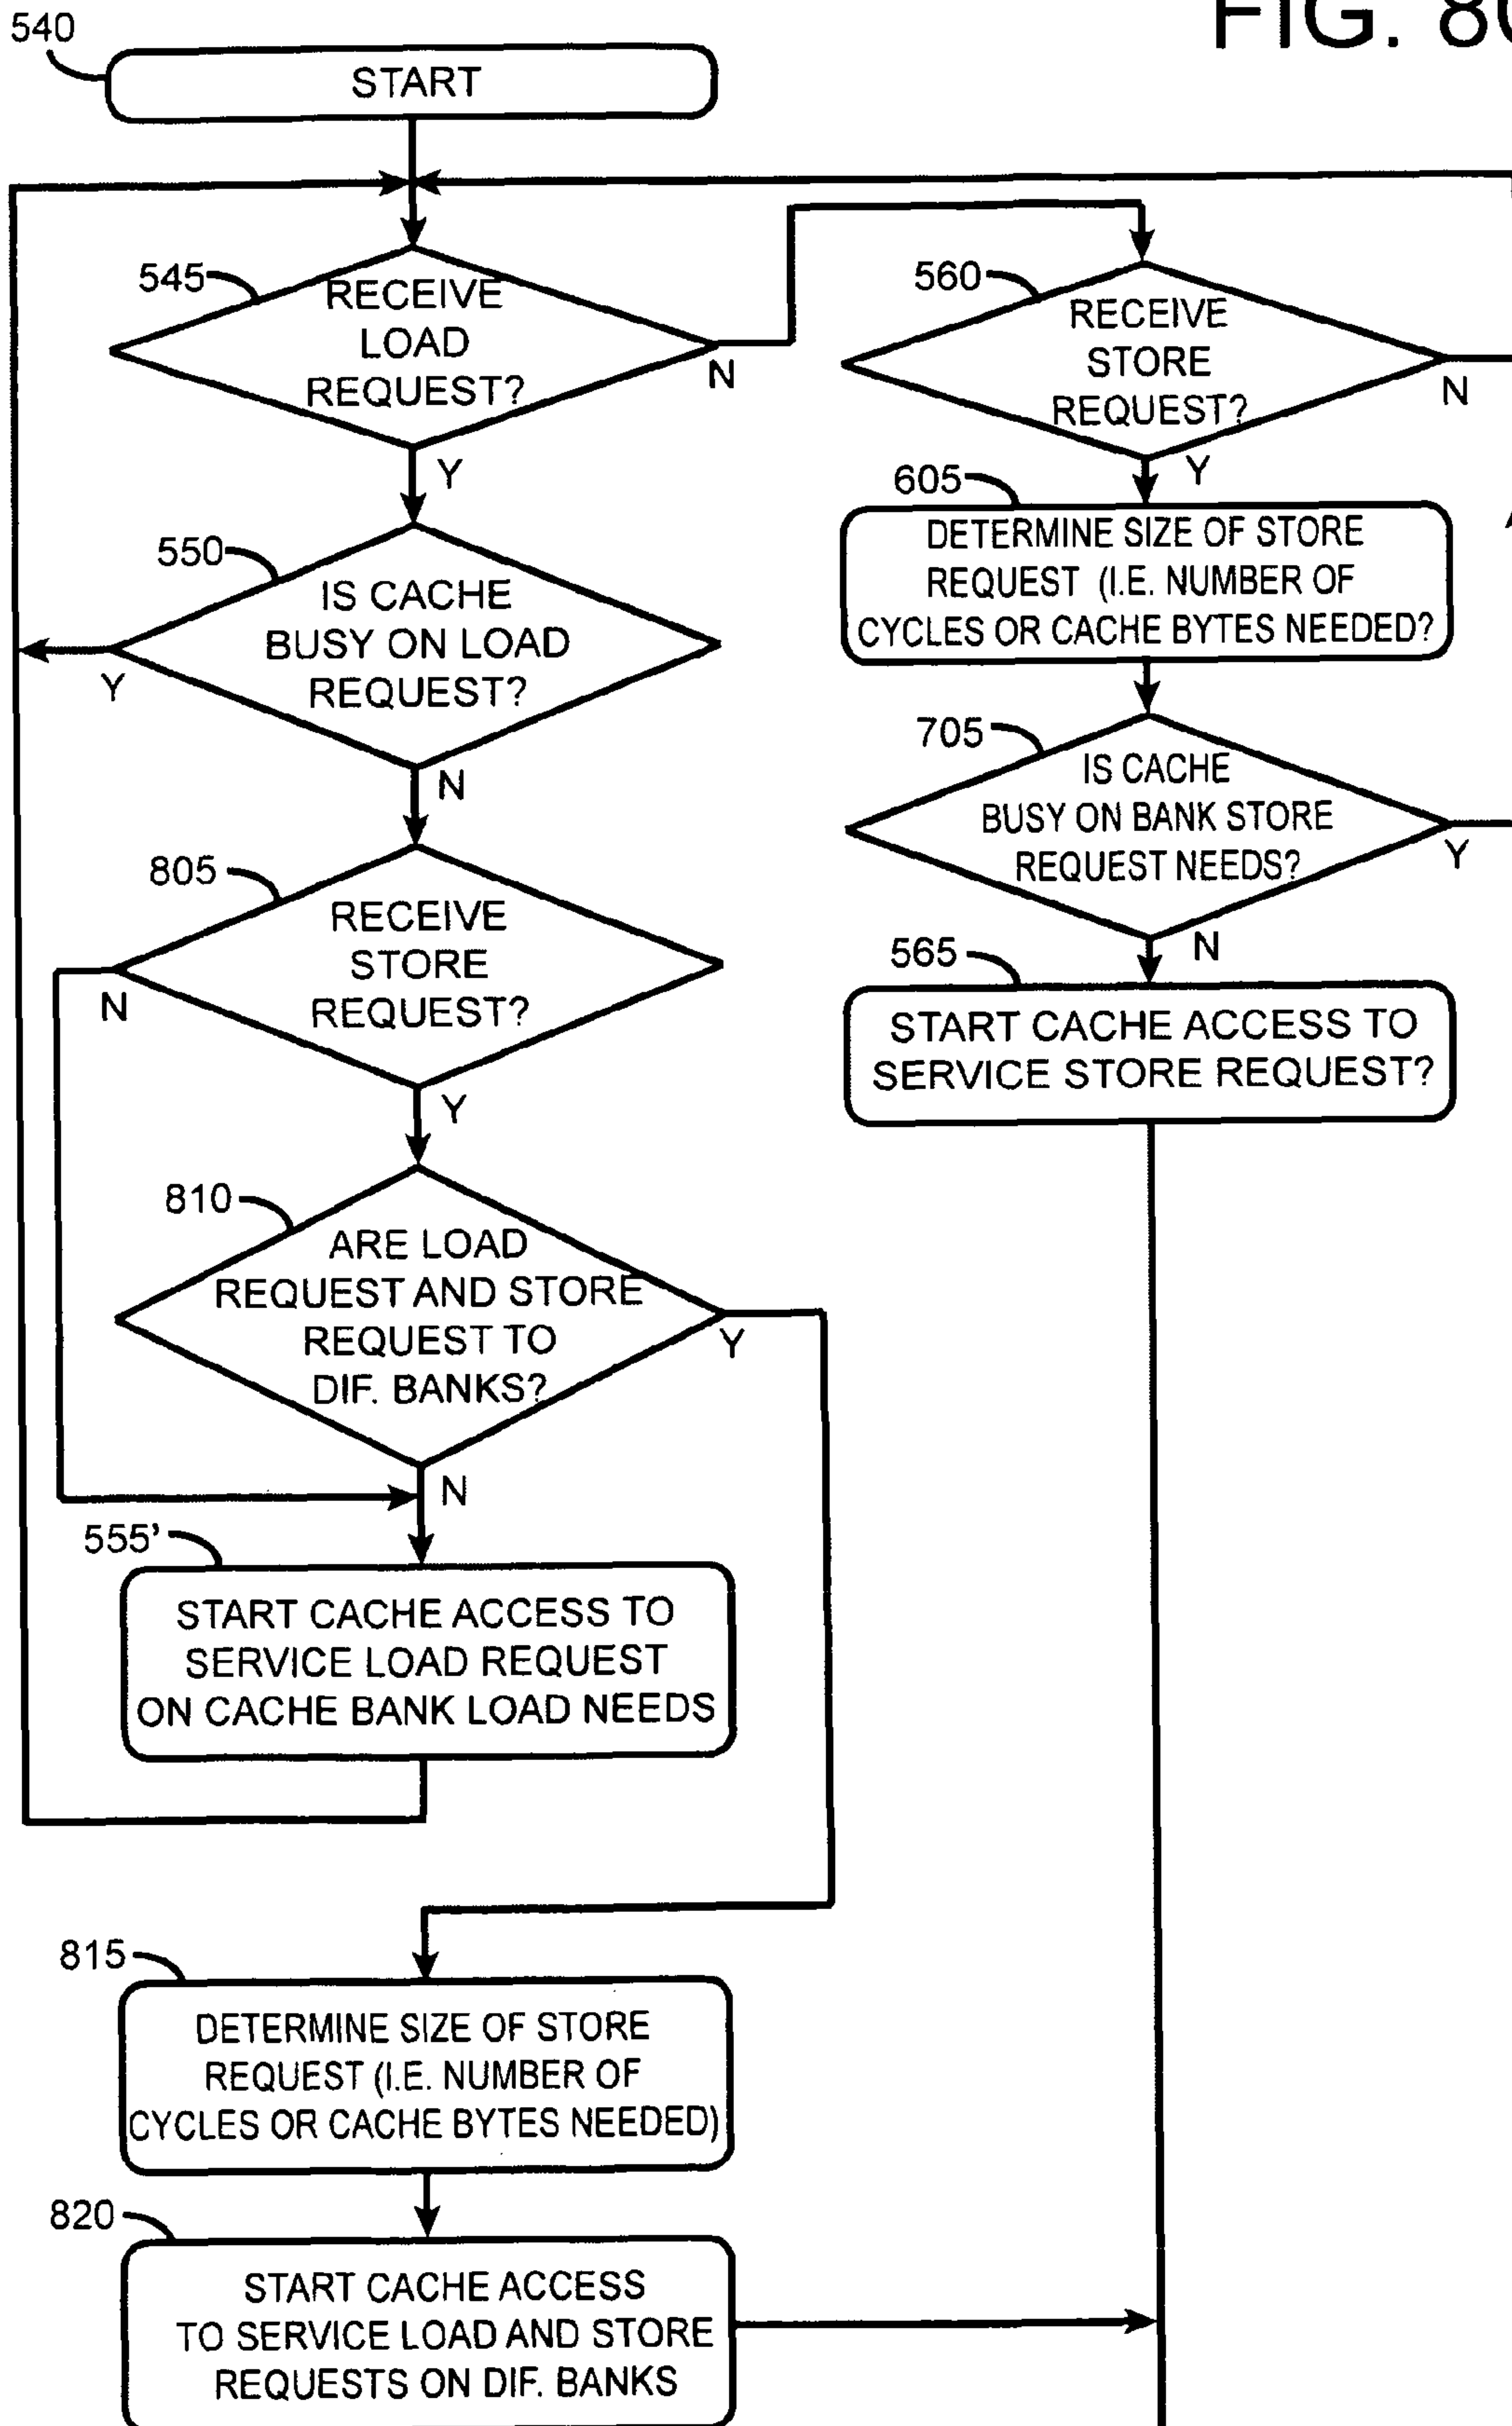 FIG. 8
540
START
545
RECEIVE
LOAD
REQUEST?
N
Y
560
RECEIVE
STORE
REQUEST?
N
Y
550
IS CACHE
BUSY ON LOAD
REQUEST?
Y
N
605
DETERMINE SIZE OF STORE
REQUEST (I.E. NUMBER OF
CYCLES OR CACHE BYTES NEEDED?
705
IS CACHE
BUSY ON BANK STORE
REQUEST NEEDS?
Y
N
805
RECEIVE
STORE
REQUEST?
N
Y
565
START CACHE ACCESS TO
SERVICE STORE REQUEST?
810
ARE LOAD
REQUEST AND STORE
REQUEST TO
DIF. BANKS?
Y
N
555’
START CACHE ACCESS TO
SERVICE LOAD REQUEST
ON CACHE BANK LOAD NEEDS
815
DETERMINE SIZE OF STORE
REQUEST (I.E. NUMBER OF
CYCLES OR CACHE BYTES NEEDED)
820
START CACHE ACCESS
TO SERVICE LOAD AND STORE
REQUESTS ON DIF. BANKS